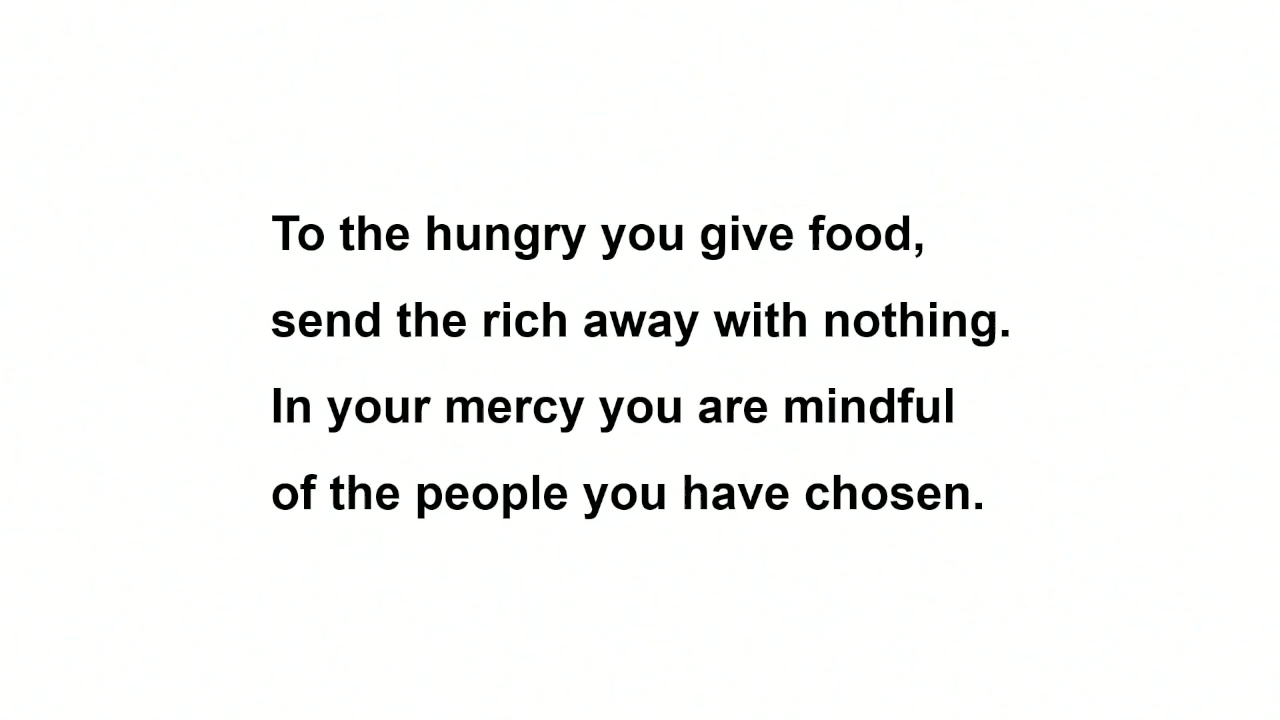 To the hungry you give food,
send the rich away with nothing.
In your mercy you are mindful
of the people you have chosen.